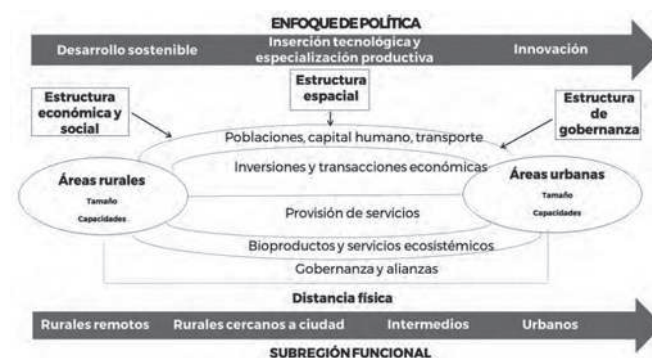 ENFOQUE DE POLÍTICA
Desarrollo sostenible
Inserción tecnológica y
especialización productiva
Innovación
Estructura
espacial
Estructura
económica y
social
Estructura
de
gobernanza
Poblaciones, capital humano, transporte
Inversiones y transacciones económicas
Áreas rurales
Tamaño
Capacidades
Áreas urbanas
Tamaño
Capacidades
Provisión de servicios
Bioproductos y servicios ecosistémicos
Gobernanza y alianzas
Distancia física
Rurales remotos
Rurales cercanos a ciudad
Intermedios
Urbanos
SUBREGIÓN FUNCIONAL